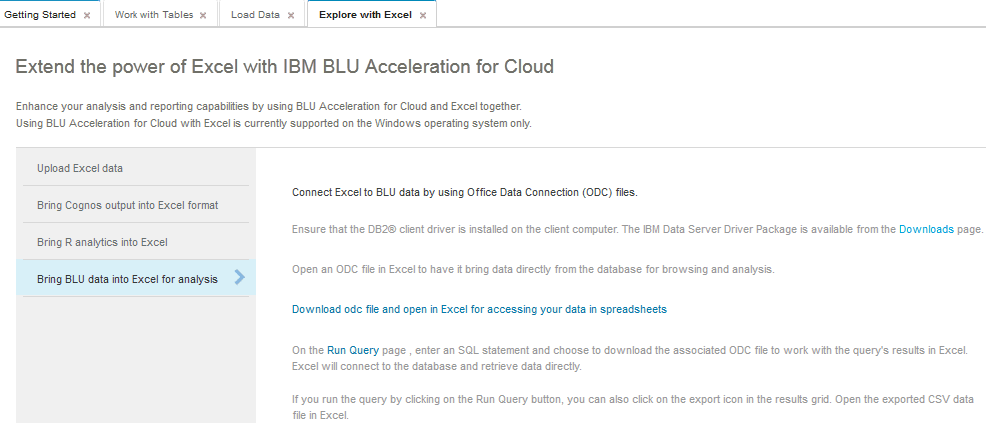 Getting Started × Work with Tables × Load Data × Explore with Excel ×
Extend the power of Excel with IBM BLU Acceleration for Cloud
Enhance your analysis and reporting capabilities by using BLU Acceleration for Cloud and Excel together.
Using BLU Acceleration for Cloud with Excel is currently supported on the Windows operating system only.
Upload Excel data
Bring Cognos output into Excel format
Bring R analytics into Excel
Bring BLU data into Excel for analysis
Connect Excel to BLU data by using Office Data Connection (ODC) files.
Ensure that the DB2® client driver is installed on the client computer. The IBM Data Server Driver Package is available from the Downloads page.
Open an ODC file in Excel to have it bring data directly from the database for browsing and analysis.
Download odc file and open in Excel for accessing your data in spreadsheets
On the Run Query page , enter an SQL statement and choose to download the associated ODC file to work with the query's results in Excel.
Excel will connect to the database and retrieve data directly.
If you run the query by clicking on the Run Query button, you can also click on the export icon in the results grid. Open the exported CSV data
file in Excel.